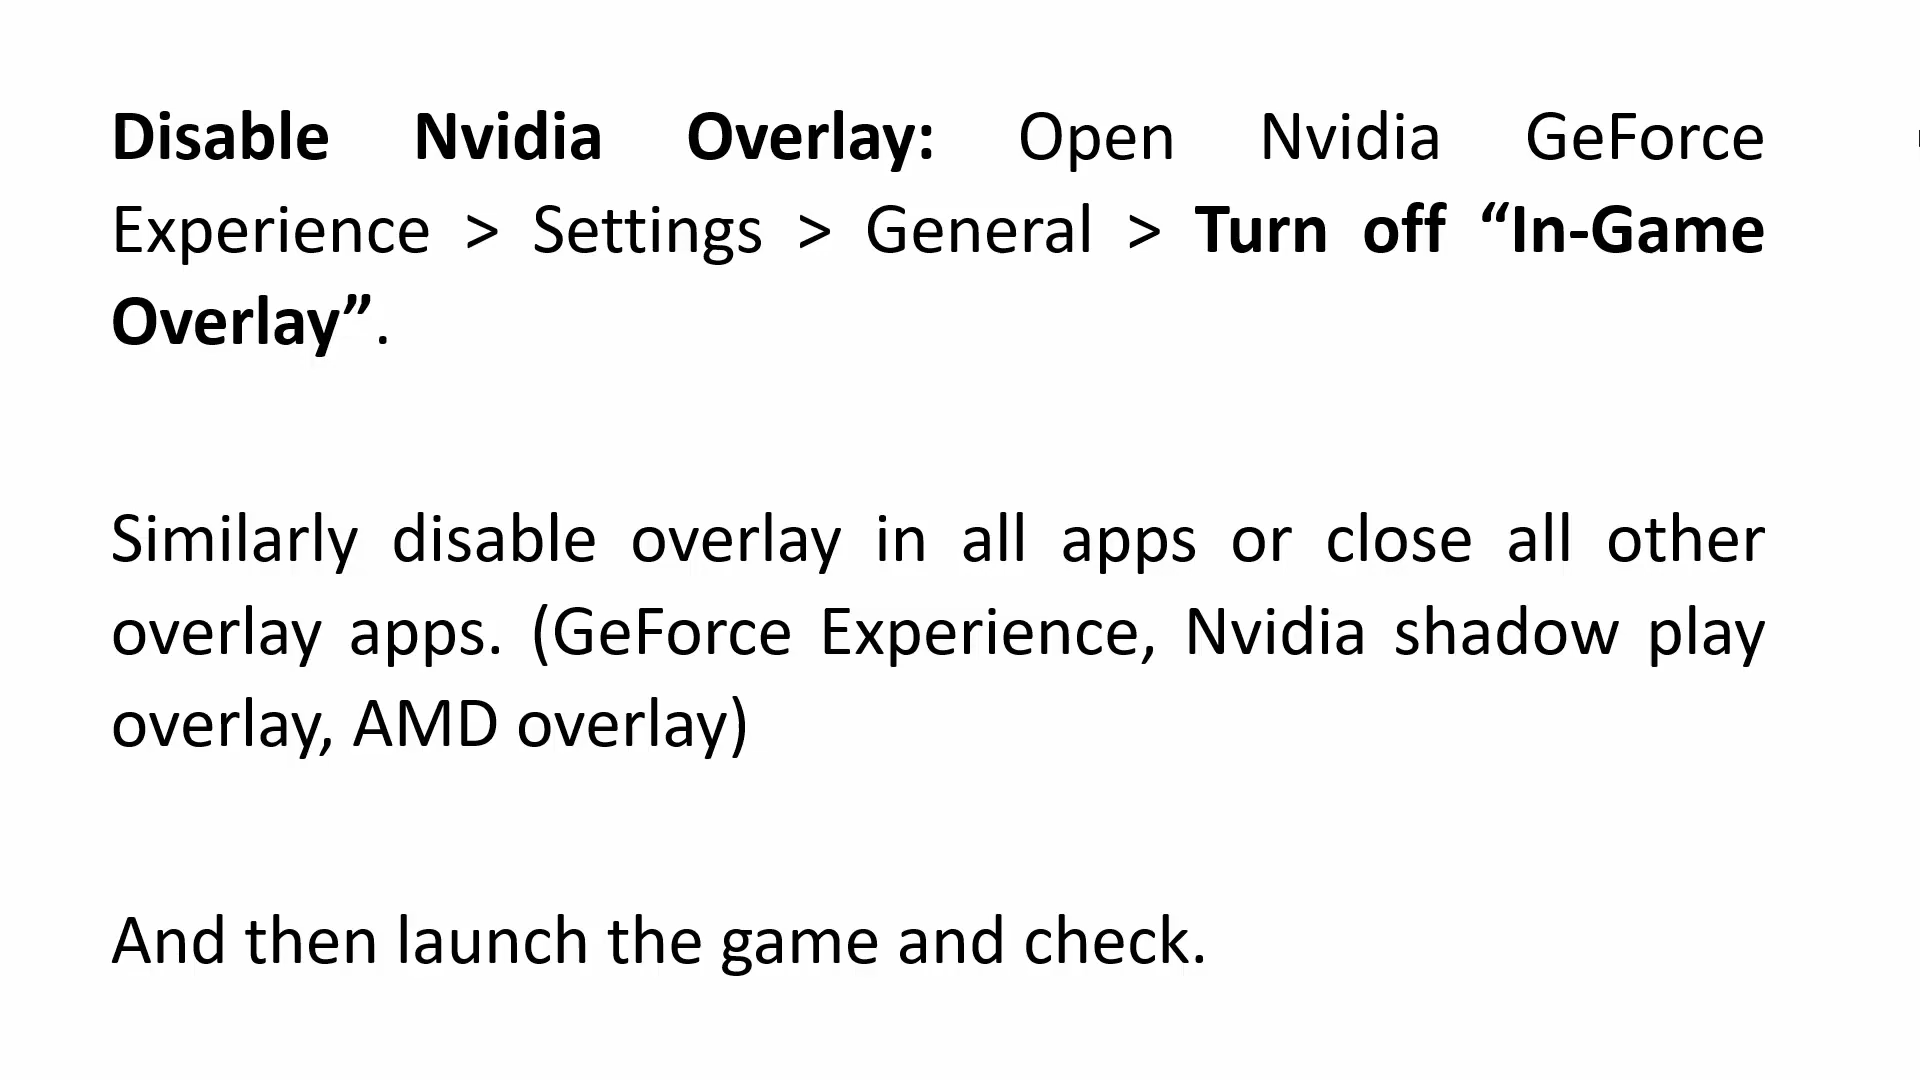 Disable Nvidia Overlay: Open Nvidia GeForce
Experience > Settings > General > Turn off “In-Game
Overlay”.
Similarly disable overlay in all apps or close all other
overlay apps. (GeForce Experience, Nvidia shadow play
overlay, AMD overlay)
And then launch the game and check.